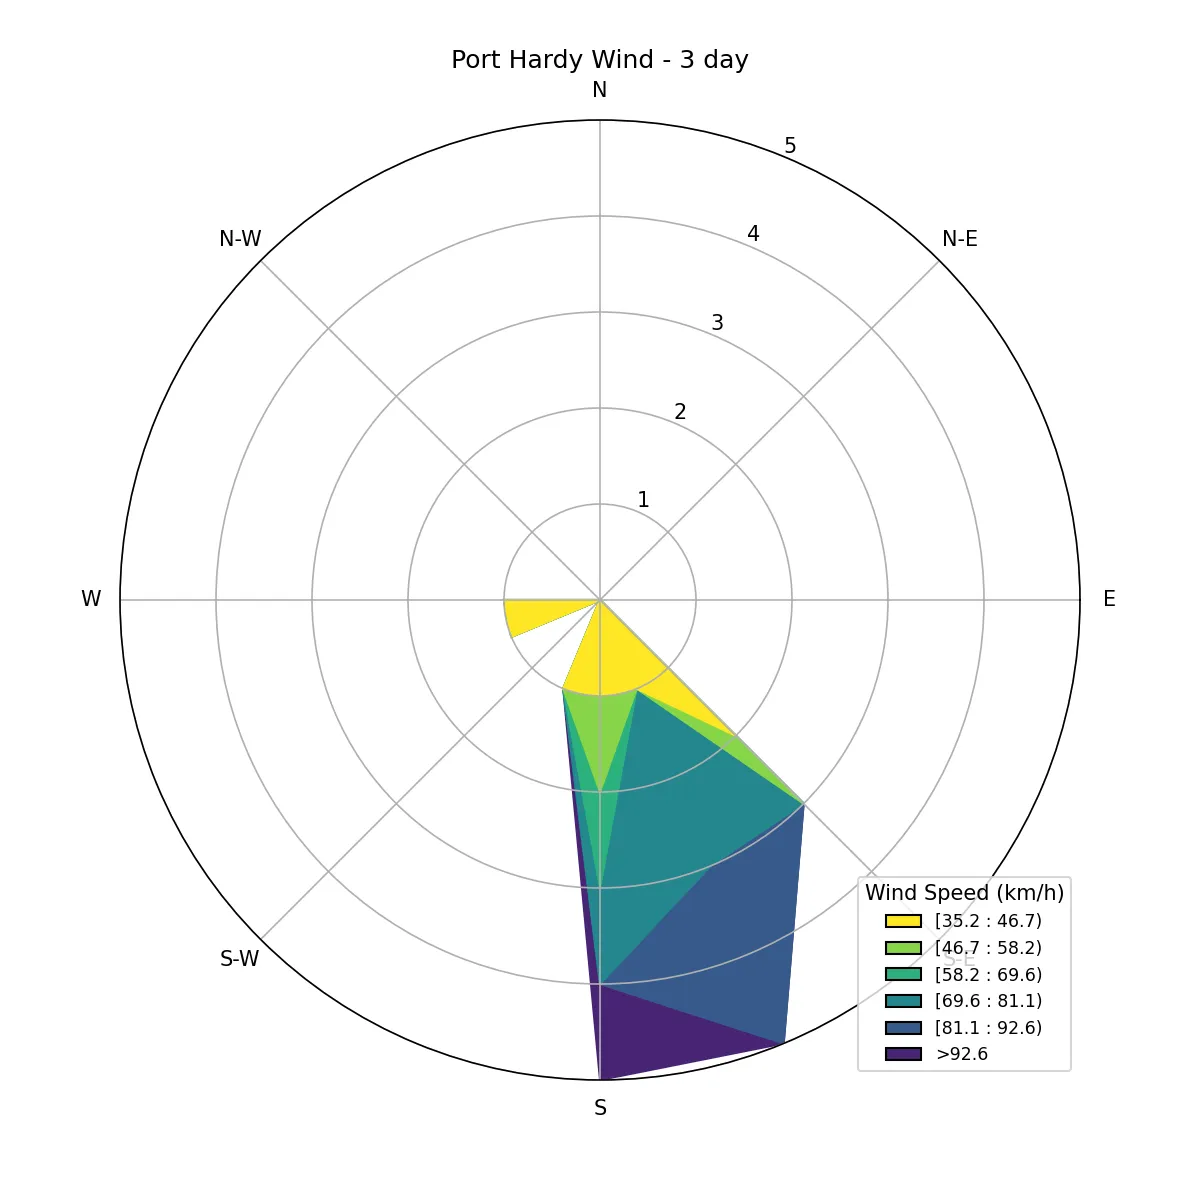 Port Hardy Wind - 3 day
N
5
N-W
4
N-E
3
2
1
W
E
Wind Speed (km/h)
[35.2 : 46.7)
[46.7 : 58.2)
S-W
S-E
[58.2 : 69.6)
[69.6 : 81.1)
[81.1 : 92.6)
>92.6
S